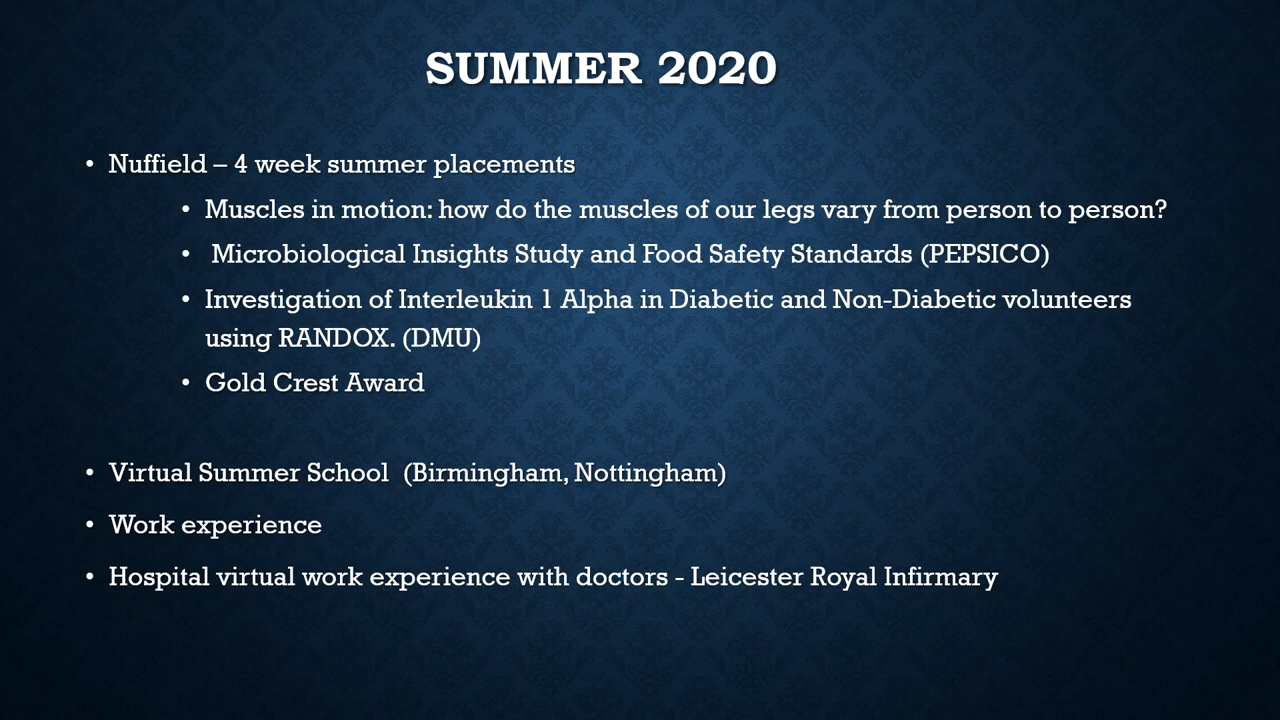 SUMMER 2020
• Nuffield – 4 week summer placements
• Muscles in motion: how do the muscles of our legs vary from person to person?
• Microbiological Insights Study and Food Safety Standards (PEPSICO)
• Investigation of Interleukin 1 Alpha in Diabetic and Non-Diabetic volunteers
using RANDOX. (DMU)
• Gold Crest Award
• Virtual Summer School (Birmingham, Nottingham)
• Work experience
• Hospital virtual work experience with doctors - Leicester Royal Infirmary